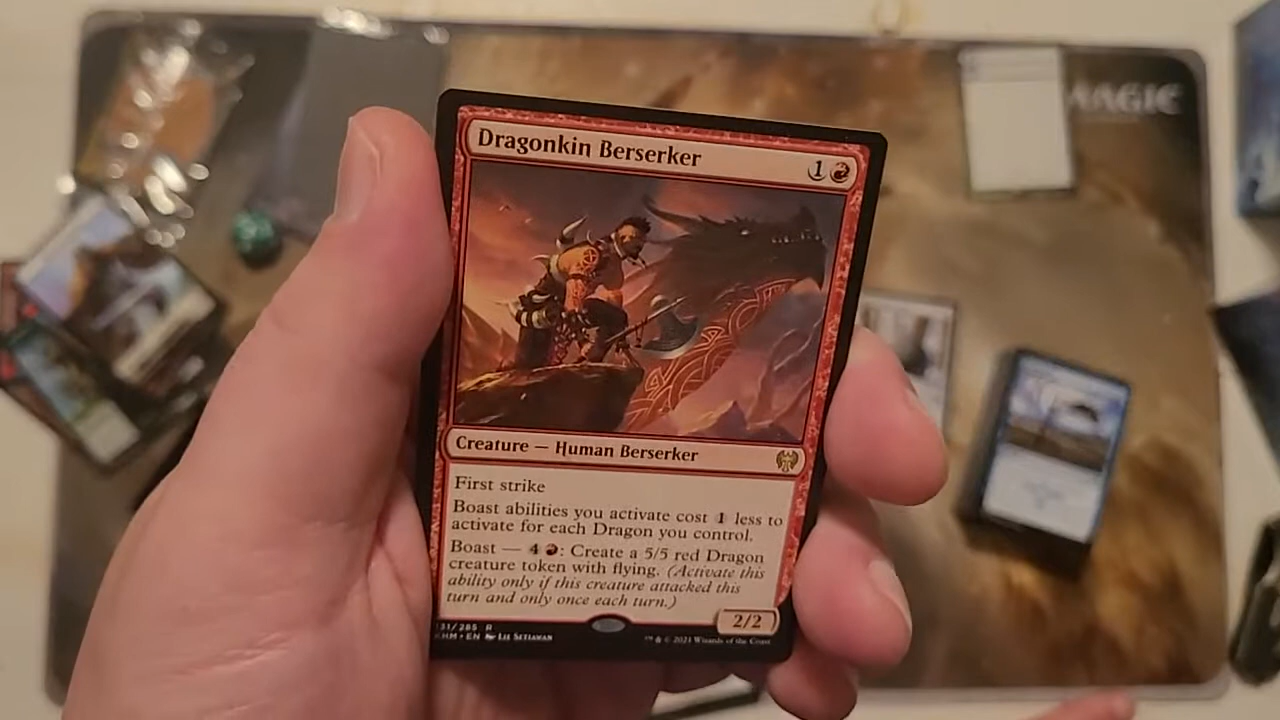 MAGIC
Dragonkin Berserker
1
Creature — Human Berserker
First strike
Boast abilities you activate cost 1 less to
activate for each Dragon you control.
Boast — 4 : Create a 5/5 red Dragon
creature token with flying. (Activate this
ability only if this creature attacked this
turn and only once each turn.)
2/2
131/285 R
KHM • EN Lie Setiawan
™ & © 2021 Wizards of the Coast